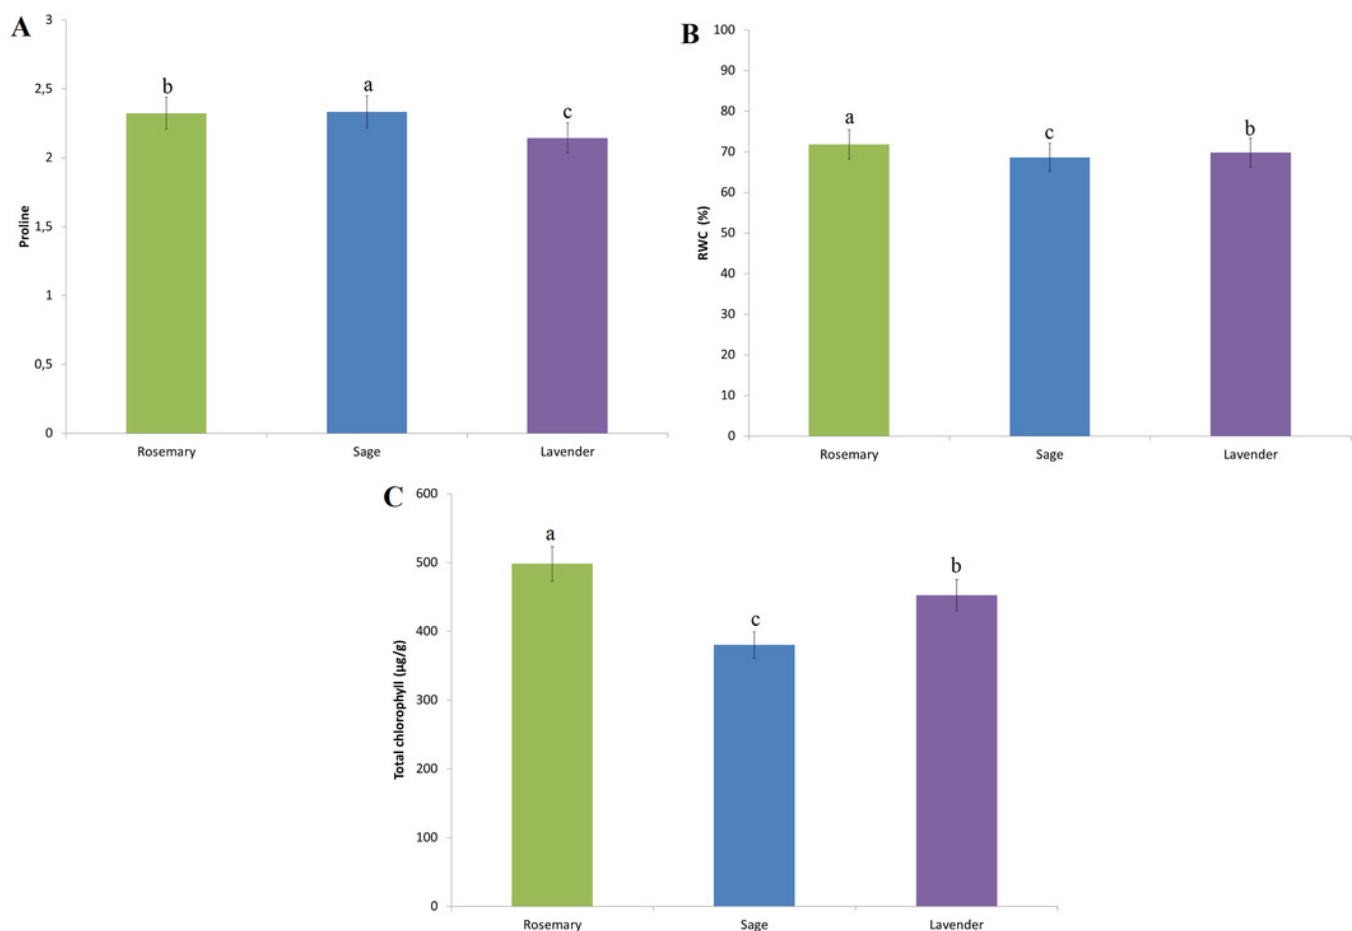 A
3
2,5
2
1,5
1
0,5
0
Proline
b
a
c
Rosemary
Sage
Lavender
B
100
90
80
70
60
50
40
30
20
10
0
RWC (%)
a
c
b
Rosemary
Sage
Lavender
C
600
500
400
300
200
100
0
Total chlorophyll (µg/g)
a
c
b
Rosemary
Sage
Lavender